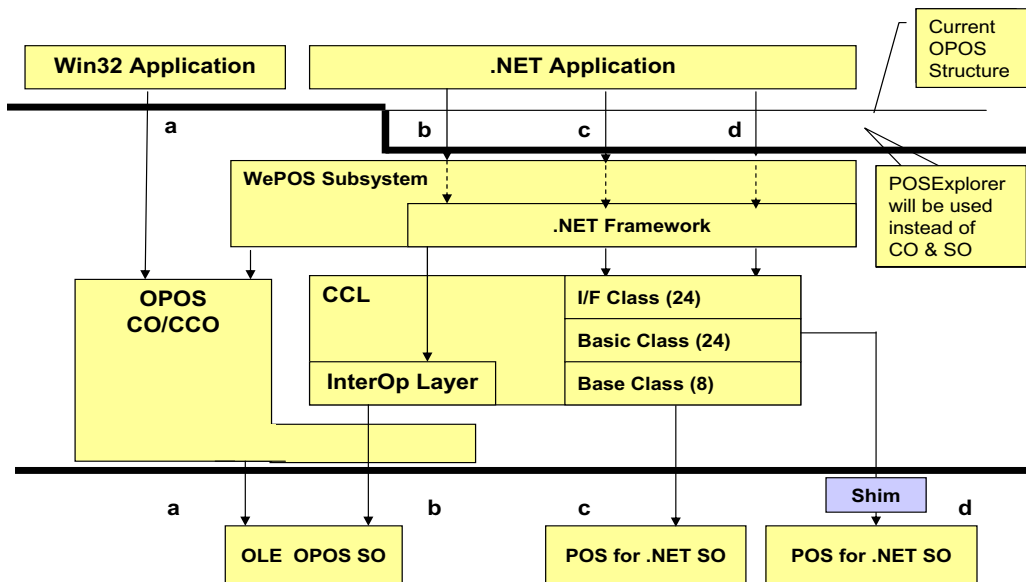 Current
OPOS
Structure
Win32 Application
.NET Application
a
b
c
d
WePOS Subsystem
POSExplorer
will be used
instead of
CO & SO
.NET Framework
OPOS
CO/CCO
CCL
I/F Class (24)
Basic Class (24)
InterOp Layer
Base Class (8)
Shim
a
b
c
d
OLE OPOS SO
POS for .NET SO
POS for .NET SO